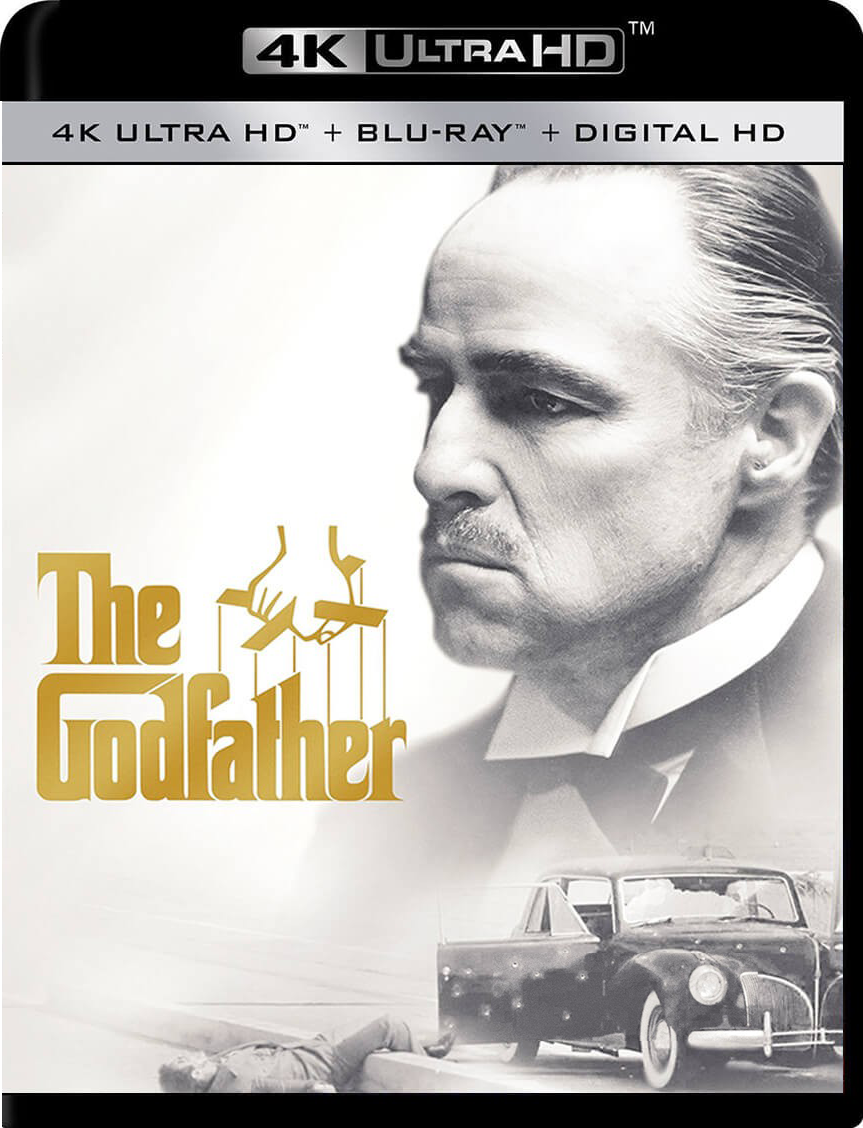 4K ULTRA HD™
4K ULTRA HD™ + BLU-RAY™ + DIGITAL HD
The
Godfather